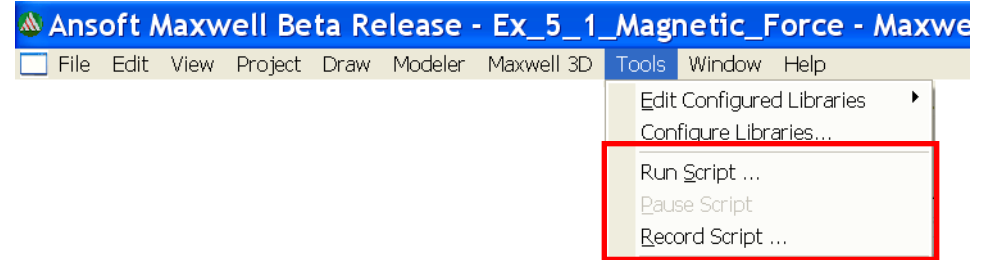 Ansoft Maxwell Beta Release - Ex_5_1_Magnetic_Force - Maxwe
File Edit View Project Draw Modeler Maxwell 3D Tools Window Help
Edit Configured Libraries
Configure Libraries...
Run Script ...
Pause Script
Record Script ...